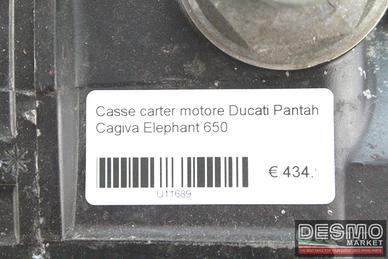 Casse carter motore Ducati Pantah
Cagiva Elephant 650
€ 434.
U11689
DESMO
MARKET